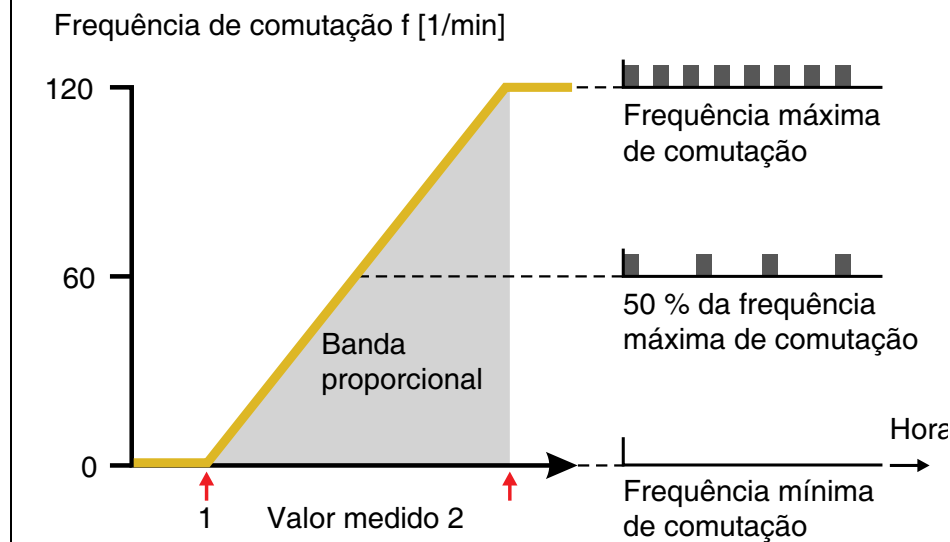 Frequência de comutação f [1/min]
120
Frequência máxima
de comutação
60
50 % da frequência
máxima de comutação
Banda
proporcional
Hora
0
1
Valor medido 2
Frequência mínima
de comutação